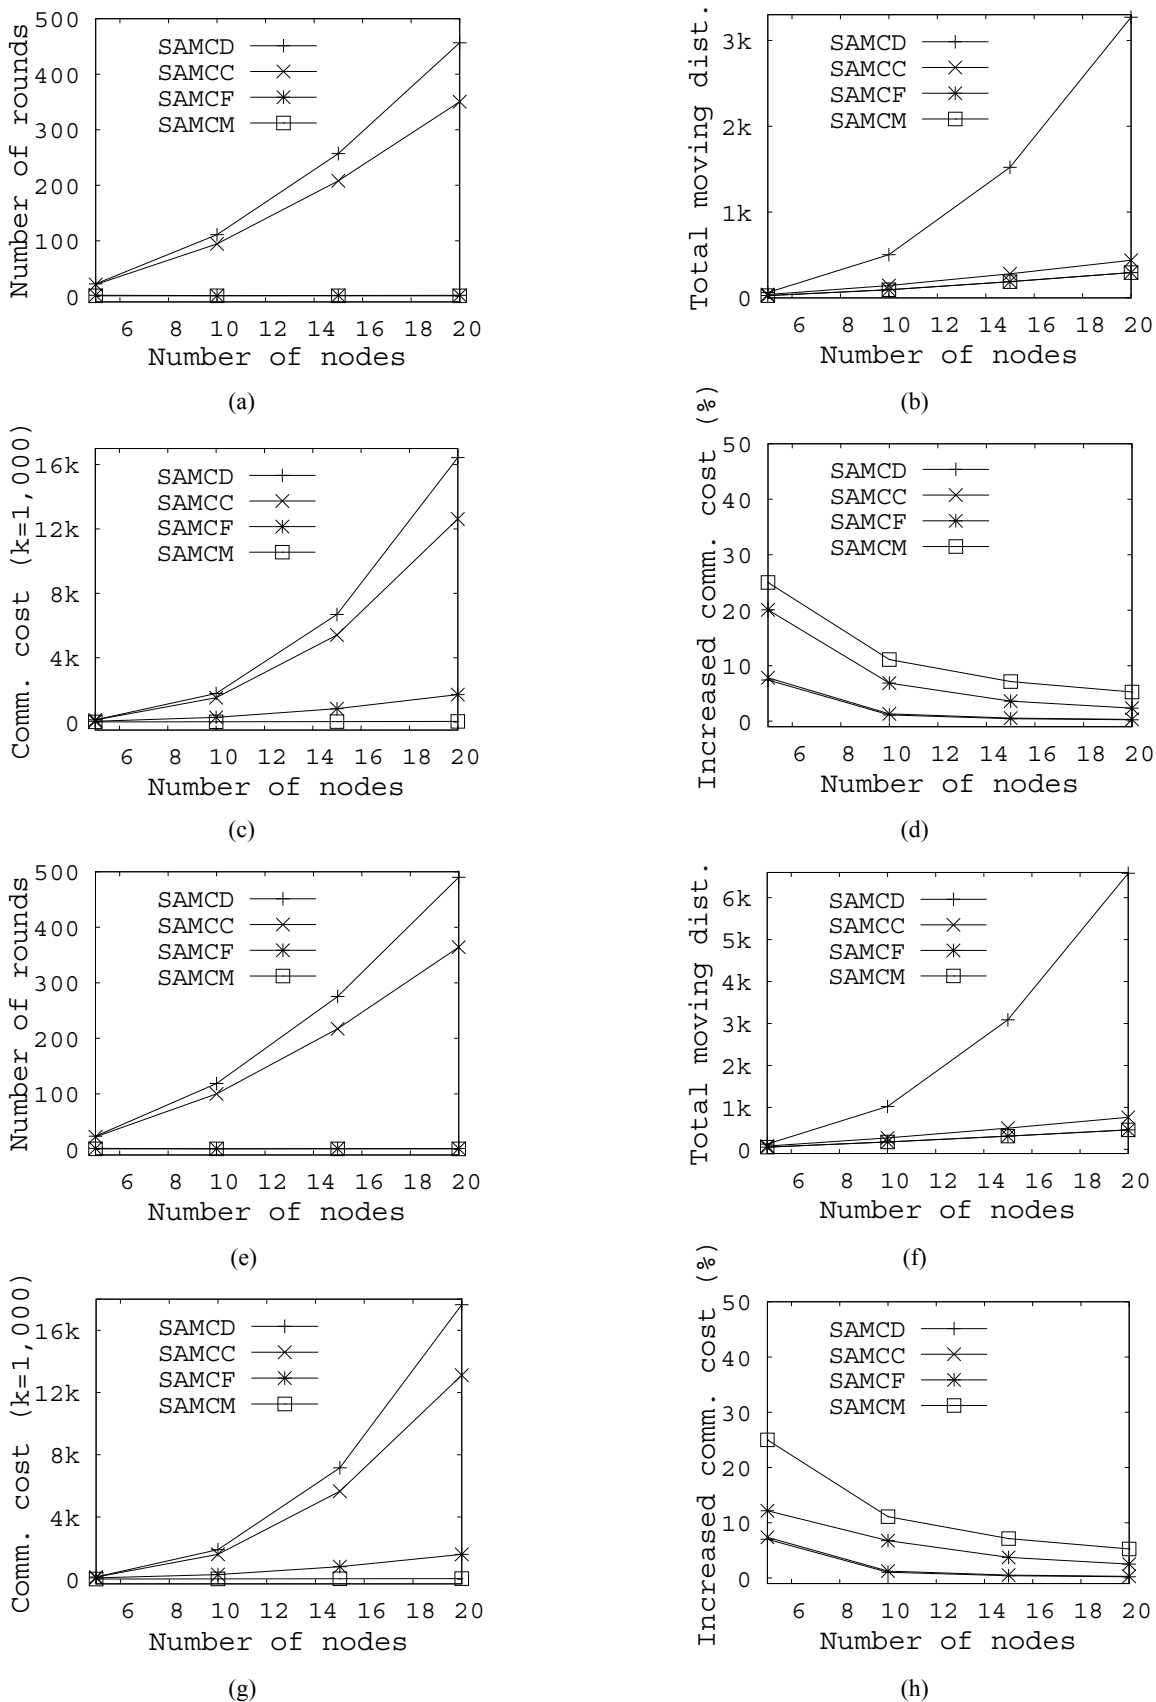 Number of rounds
500
400
300
200
100
0
SAMCD
SAMCC
SAMCF
SAMCM
6 8 10 12 14 16 18 20
Number of nodes
(a)
Total moving dist.
3k
2k
1k
0
SAMCD
SAMCC
SAMCF
SAMCM
6 8 10 12 14 16 18 20
Number of nodes
(b)
Comm. cost (k=1,000)
16k
12k
8k
4k
0
SAMCD
SAMCC
SAMCF
SAMCM
6 8 10 12 14 16 18 20
Number of nodes
(c)
Increased comm. cost (%)
50
40
30
20
10
0
SAMCD
SAMCC
SAMCF
SAMCM
6 8 10 12 14 16 18 20
Number of nodes
(d)
Number of rounds
500
400
300
200
100
0
SAMCD
SAMCC
SAMCF
SAMCM
6 8 10 12 14 16 18 20
Number of nodes
(e)
Total moving dist.
6k
5k
4k
3k
2k
1k
0
SAMCD
SAMCC
SAMCF
SAMCM
6 8 10 12 14 16 18 20
Number of nodes
(f)
Comm. cost (k=1,000)
16k
12k
8k
4k
0
SAMCD
SAMCC
SAMCF
SAMCM
6 8 10 12 14 16 18 20
Number of nodes
(g)
Increased comm. cost (%)
50
40
30
20
10
0
SAMCD
SAMCC
SAMCF
SAMCM
6 8 10 12 14 16 18 20
Number of nodes
(h)